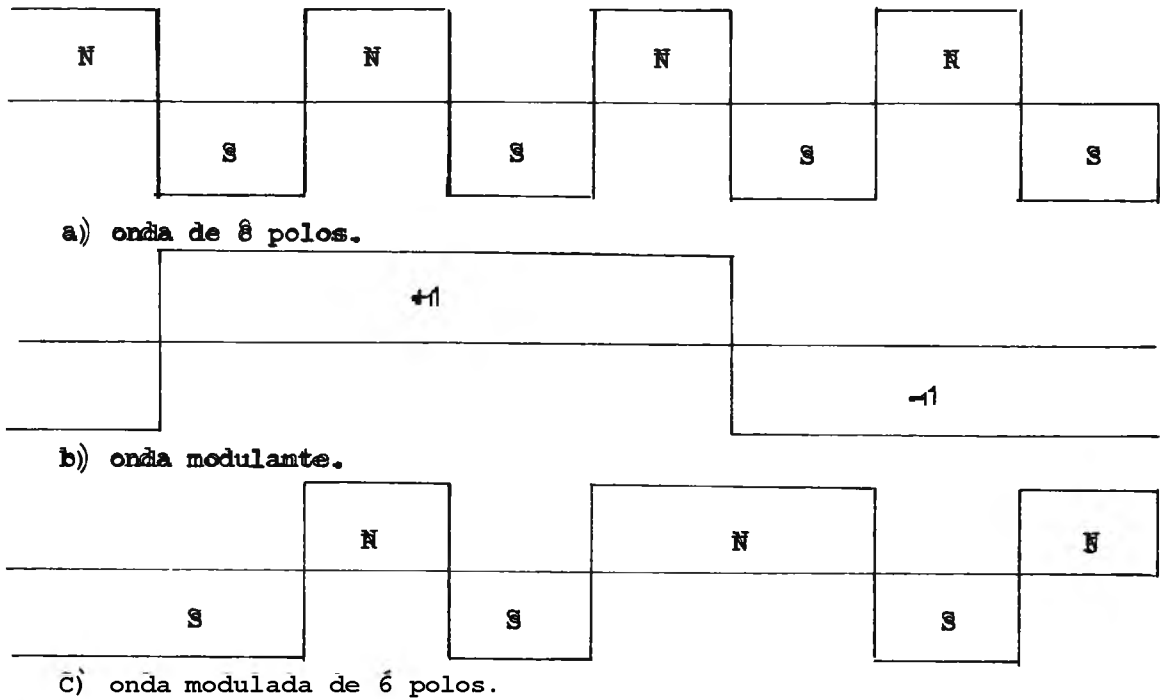 N N N N
S S S S
a) onda de 8 polos.
+1
-1
b) onda modulante.
N N N
S S S
C) onda modulada de 6 polos.